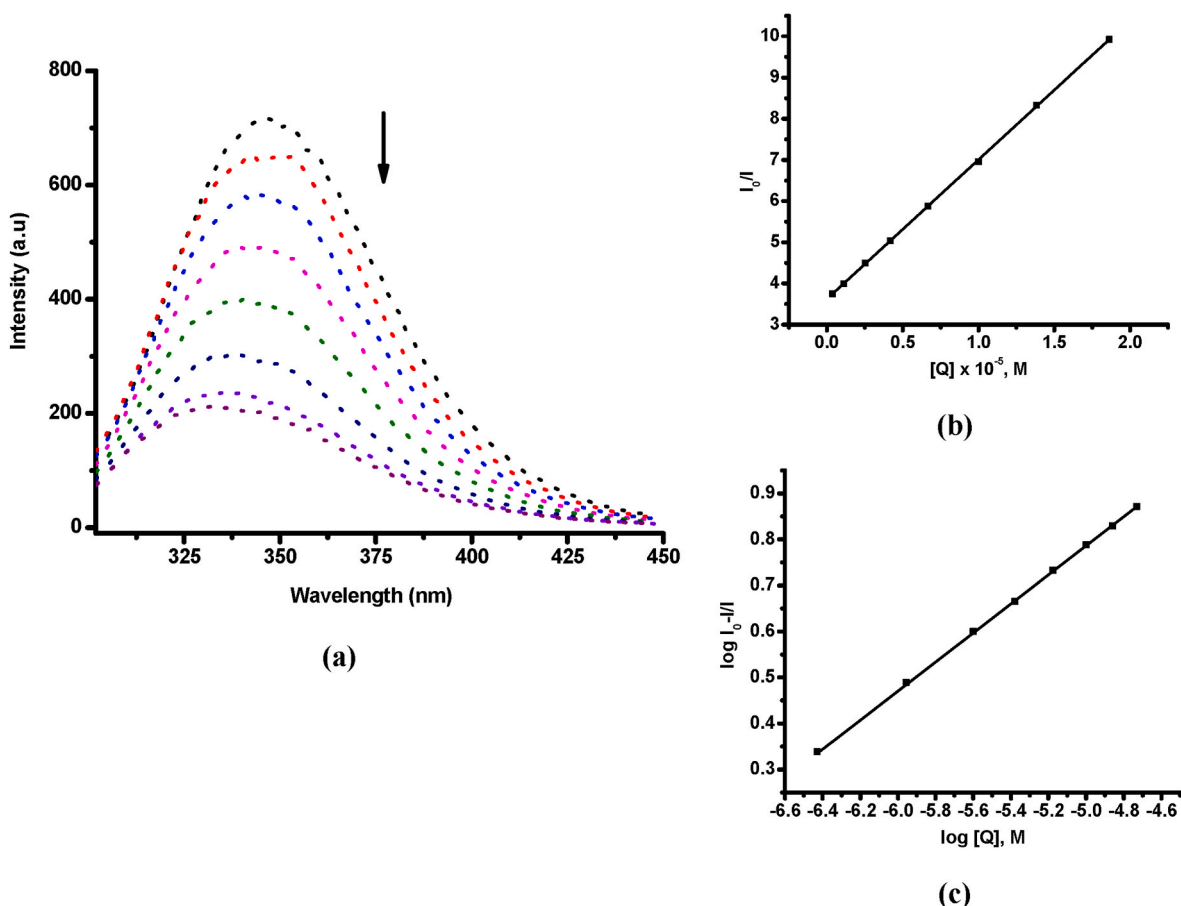 800
600
400
200
0
Intensity (a.u)
325 350 375 400 425 450
Wavelength (nm)
(a)
10
9
8
7
6
5
4
3
I₀/I
0.0 0.5 1.0 1.5 2.0
[Q] x 10⁻⁵, M
(b)
0.9
0.8
0.7
0.6
0.5
0.4
0.3
log I₀-I/I
-6.6 -6.4 -6.2 -6.0 -5.8 -5.6 -5.4 -5.2 -5.0 -4.8 -4.6
log [Q], M
(c)